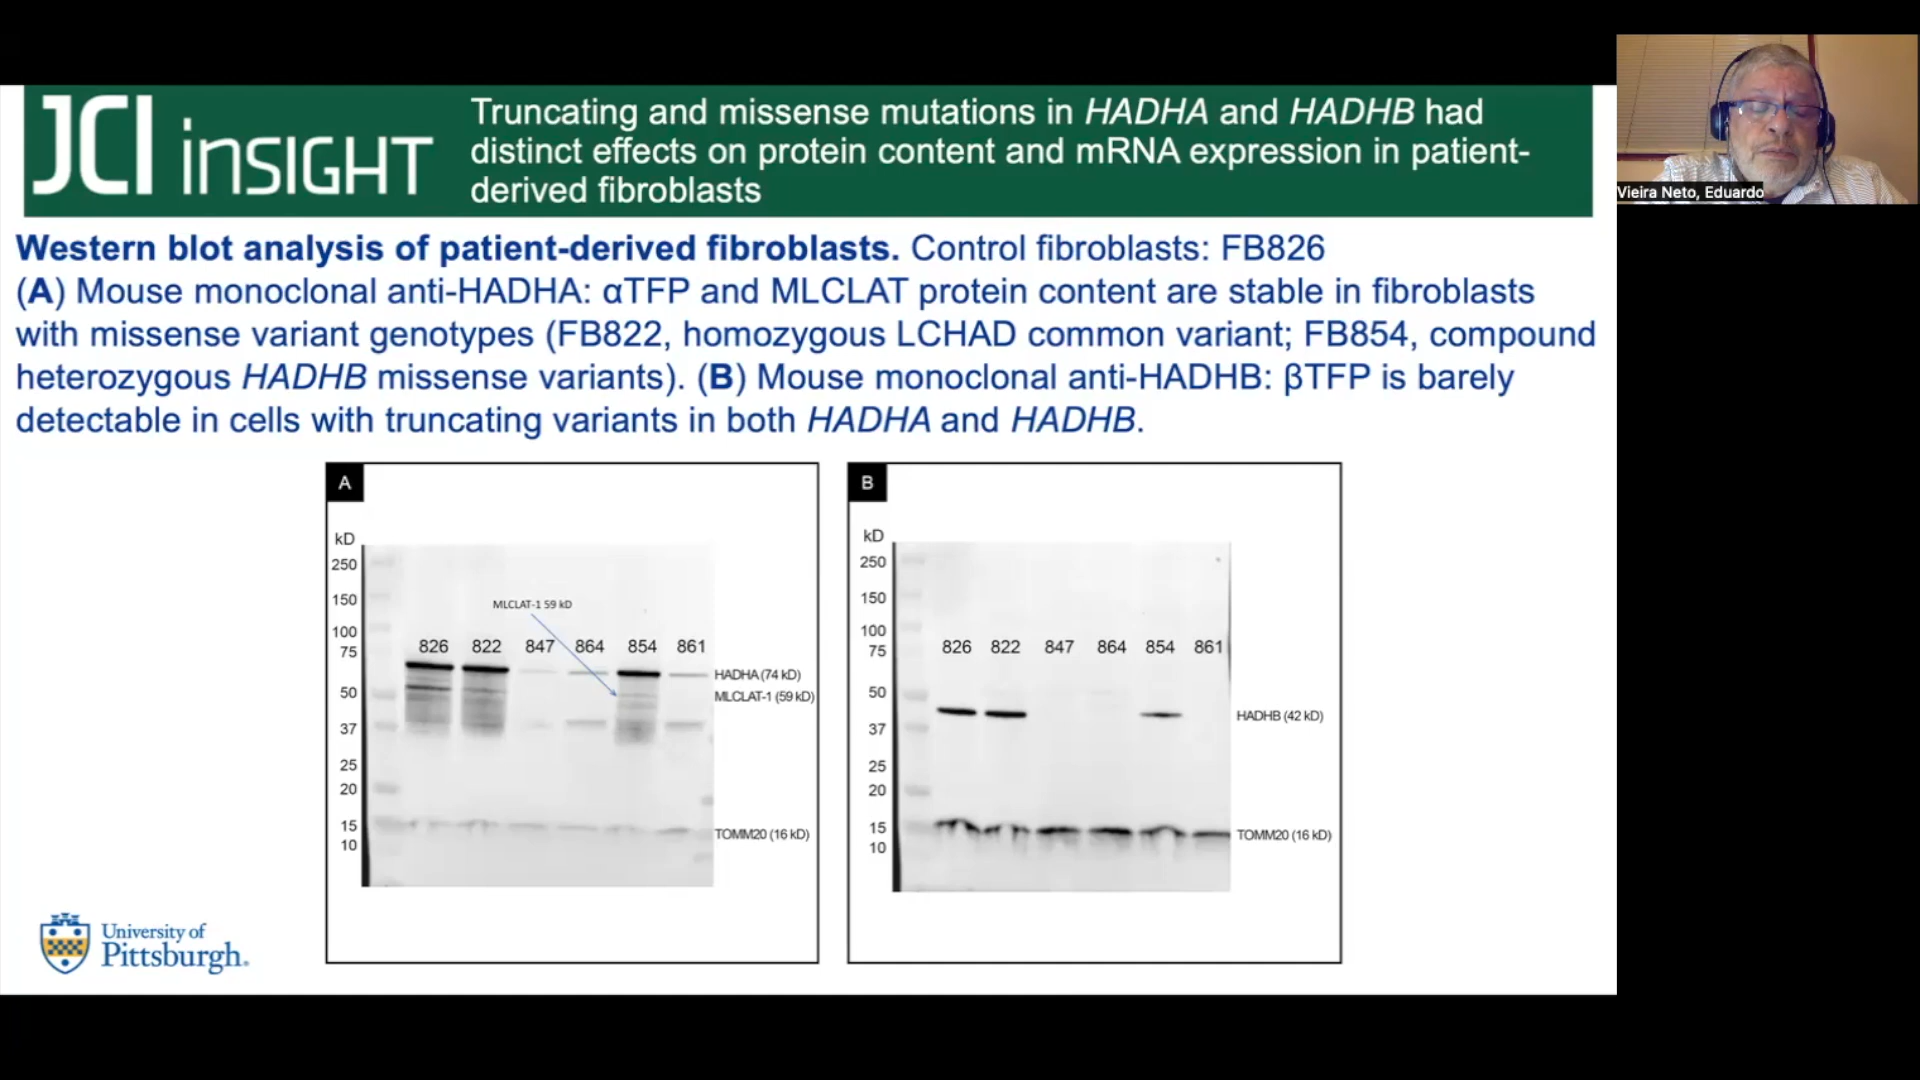 JCI inSIGHT
Truncating and missense mutations in HADHA and HADHB had
distinct effects on protein content and mRNA expression in patient-
derived fibroblasts
Vieira Neto, Eduardo
Western blot analysis of patient-derived fibroblasts. Control fibroblasts: FB826
(A) Mouse monoclonal anti-HADHA: αTFP and MLCLAT protein content are stable in fibroblasts
with missense variant genotypes (FB822, homozygous LCHAD common variant; FB854, compound
heterozygous HADHB missense variants). (B) Mouse monoclonal anti-HADHB: βTFP is barely
detectable in cells with truncating variants in both HADHA and HADHB.
A
kD
250
150
MLCLAT-1 59 kD
100
826 822 847 864 854 861
75
HADHA (74 kD)
50
MLCLAT-1 (59 kD)
37
25
20
15
TOMM20 (16 kD)
10
B
kD
250
150
100
826 822 847 864 854 861
75
50
HADHB (42 kD)
37
25
20
15
TOMM20 (16 kD)
10
University of
Pittsburgh.